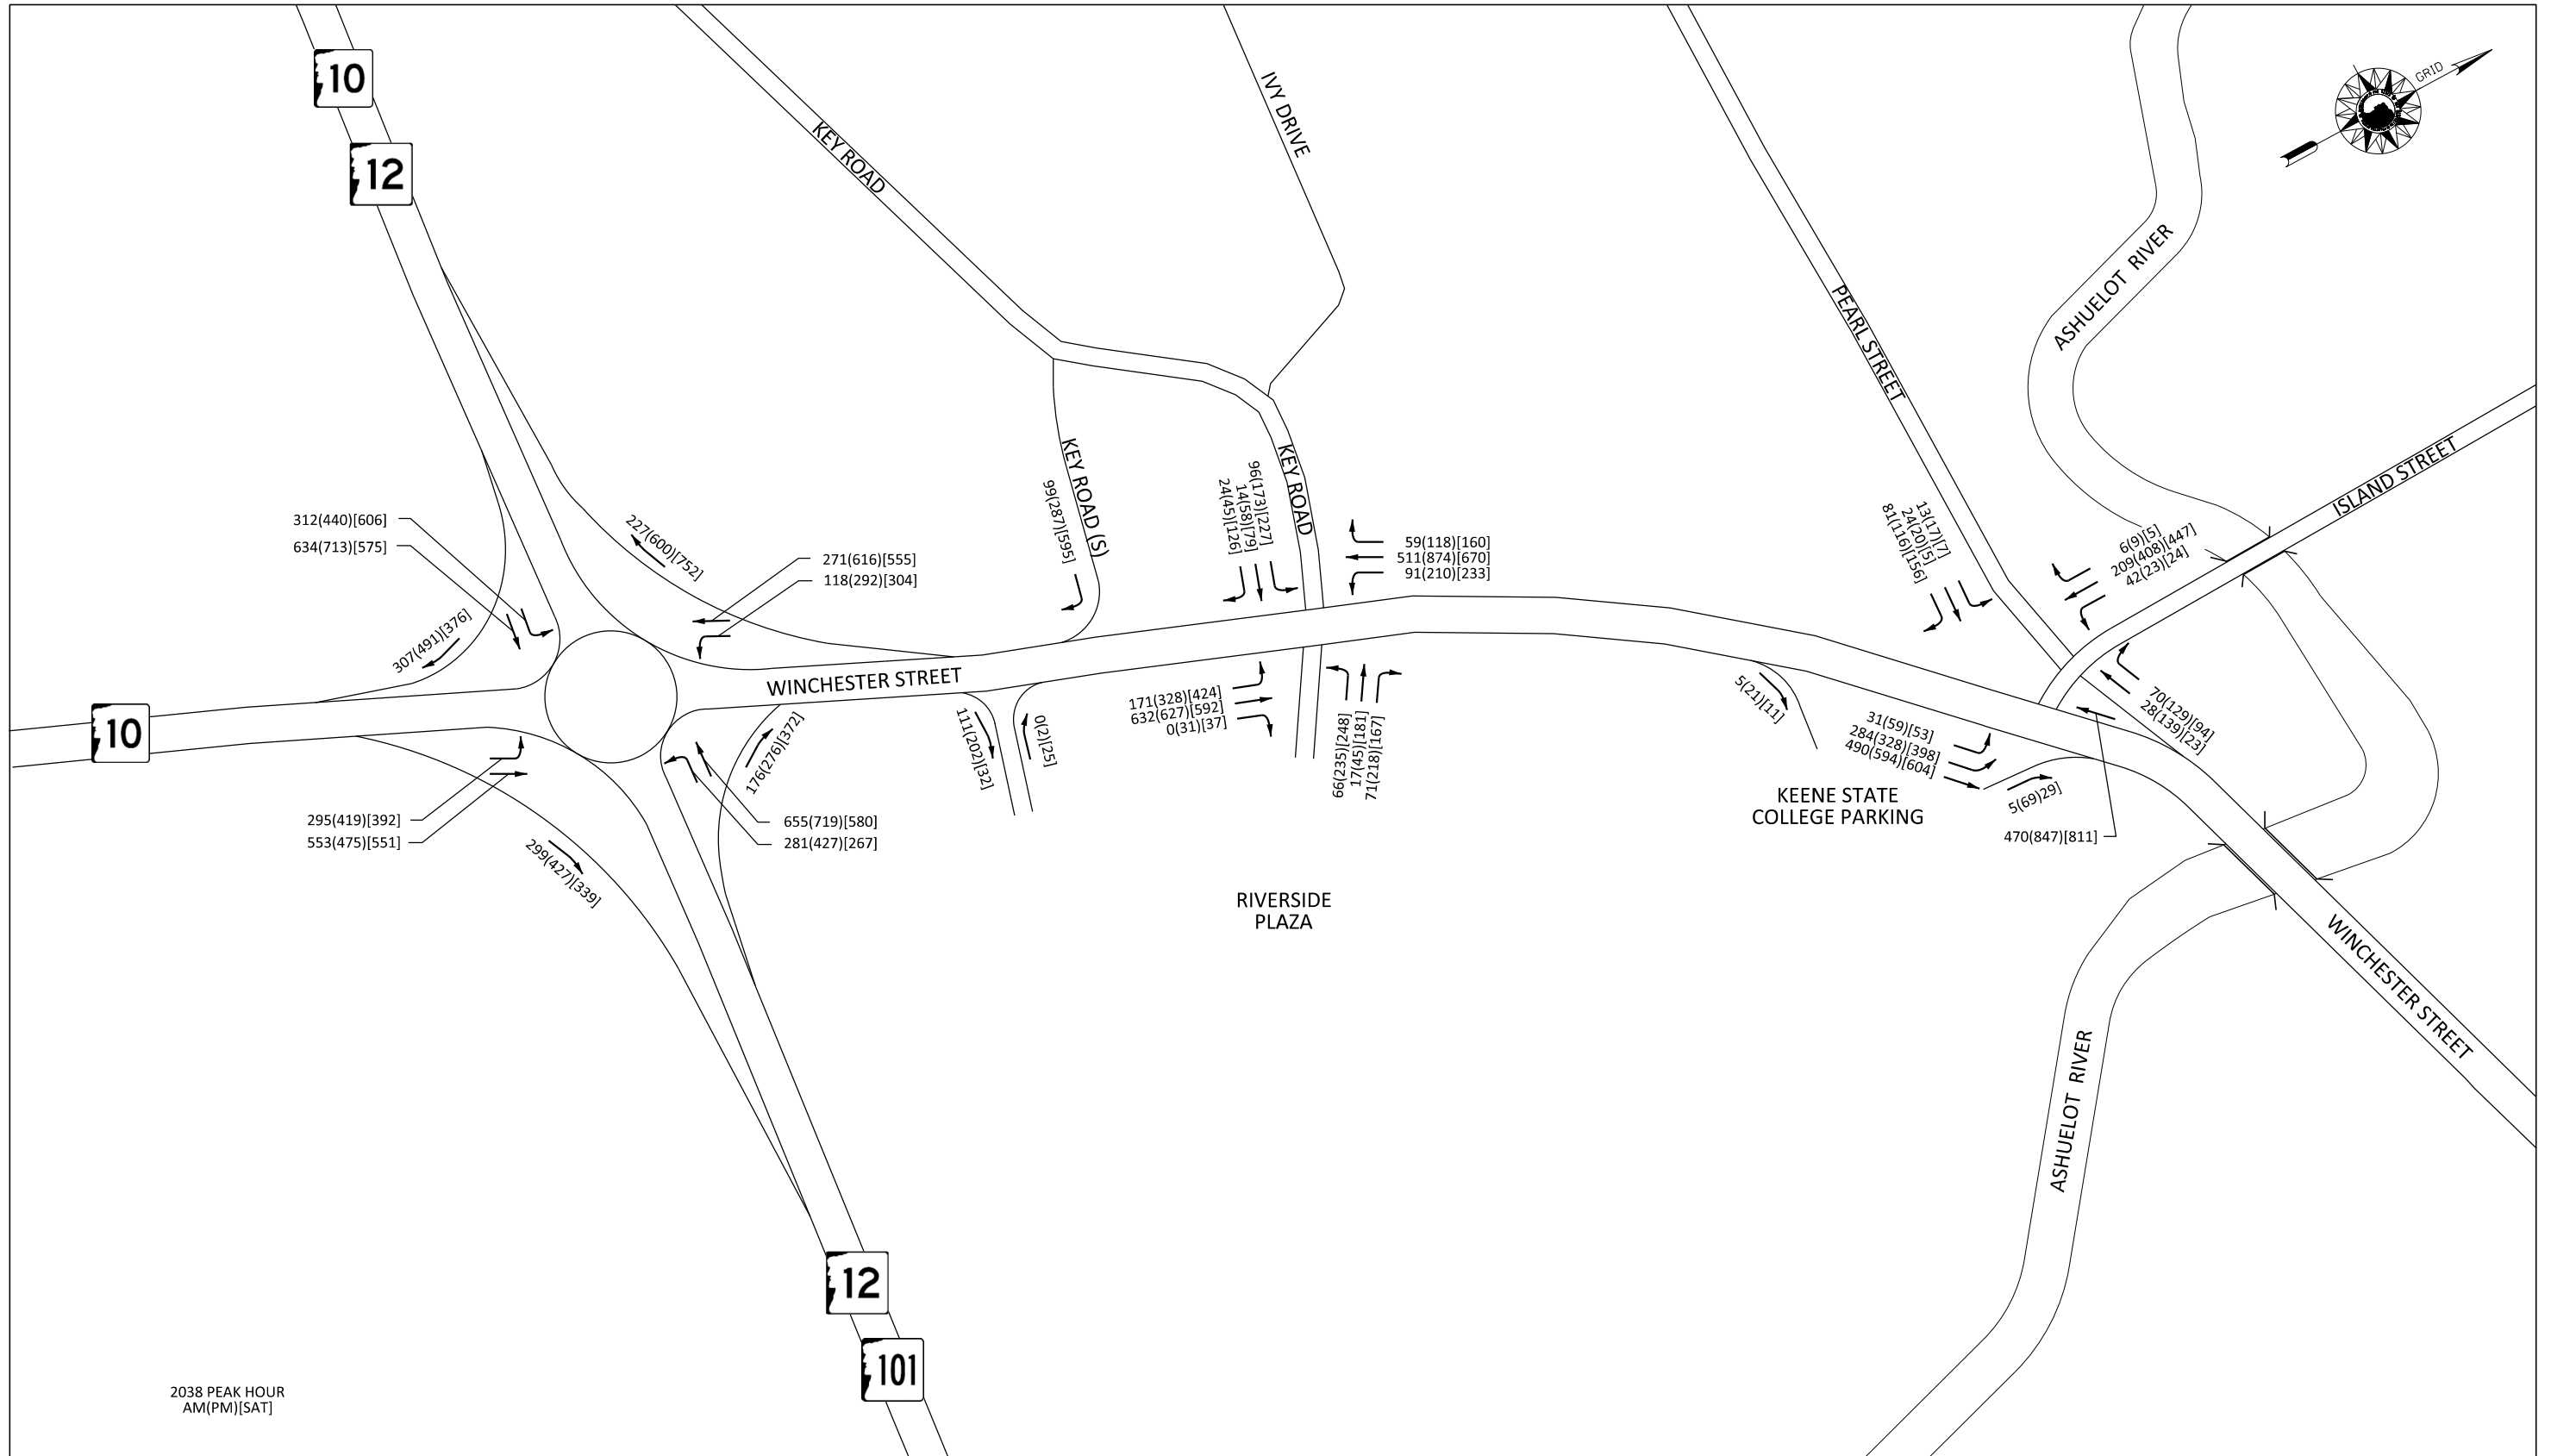 10
12
KEY ROAD
IVY DRIVE
GRID
PEARL STREET
ASHUELOT RIVER
ISLAND STREET
KEY ROAD (S)
KEY ROAD
99(287)[595]
24(45)[126]
14(58)[79]
96(173)[227]
312(440)[606]
634(713)[575]
227(600)[752]
271(616)[555]
118(292)[304]
59(118)[160]
511(874)[670]
91(210)[233]
81(116)[156]
24(20)[5]
13(17)[7]
6(9)[5]
209(408)[447]
42(23)[24]
307(491)[376]
10
WINCHESTER STREET
171(328)[424]
632(627)[592]
0(31)[37]
66(235)[248]
17(45)[181]
71(218)[167]
5(21)[11]
31(59)[53]
284(328)[398]
490(594)[604]
70(129)[94]
28(139)[23]
176(276)[372]
111(202)[32]
0(2)[25]
5(69)29]
KEENE STATE
COLLEGE PARKING
470(847)[811]
295(419)[392]
553(475)[551]
655(719)[580]
281(427)[267]
299(427)[339]
RIVERSIDE
PLAZA
WINCHESTER STREET
ASHUELOT RIVER
12
101
2038 PEAK HOUR
AM(PM)[SAT]